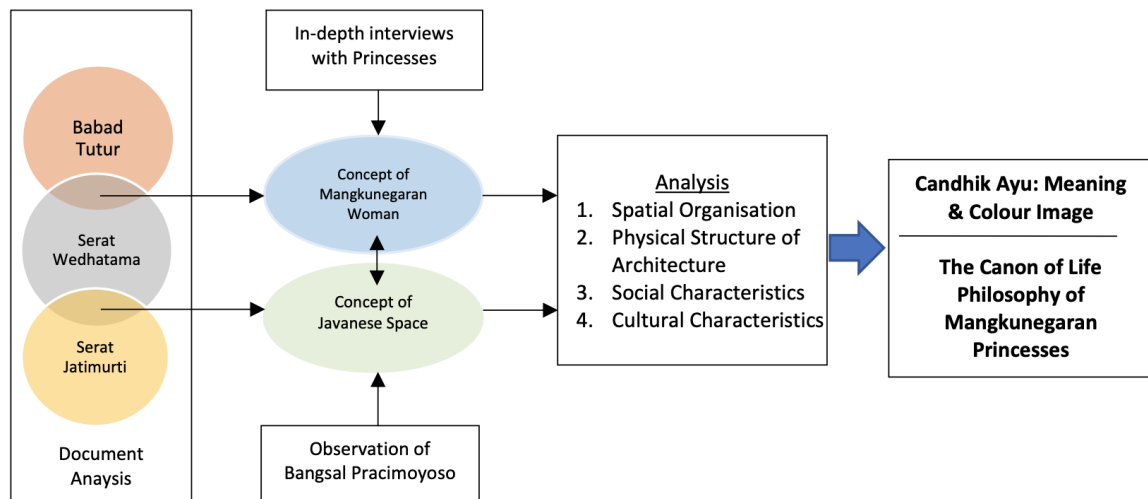 Babad
Tutur
Serat
Wedhatama
Serat
Jatimurti
Document
Anaysis
In-depth interviews
with Princesses
Concept of
Mangkunegaran
Woman
Concept of
Javanese Space
Observation of
Bangsal Pracimoyoso
Analysis
1. Spatial Organisation
2. Physical Structure of
Architecture
3. Social Characteristics
4. Cultural Characteristics
Candhik Ayu: Meaning
& Colour Image
The Canon of Life
Philosophy of
Mangkunegaran
Princesses